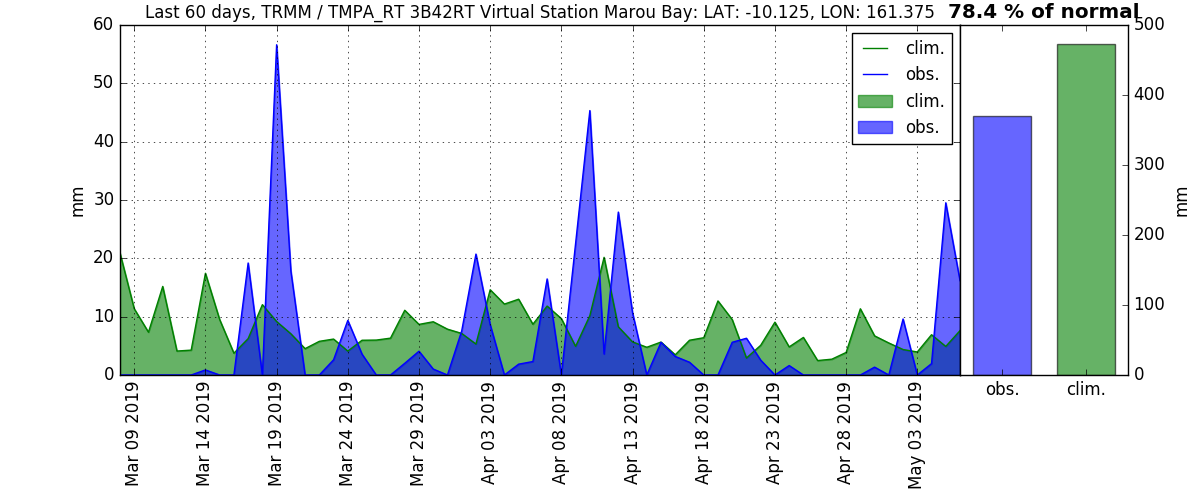 Last 60 days, TRMM / TMPA_RT 3B42RT Virtual Station Marou Bay: LAT: -10.125, LON: 161.375 78.4 % of normal
60
50
40
30
20
10
0
mm
clim.
obs.
clim.
obs.
500
400
300
200
100
0
mm
obs. clim.
Mar 09 2019
Mar 14 2019
Mar 19 2019
Mar 24 2019
Mar 29 2019
Apr 03 2019
Apr 08 2019
Apr 13 2019
Apr 18 2019
Apr 23 2019
Apr 28 2019
May 03 2019